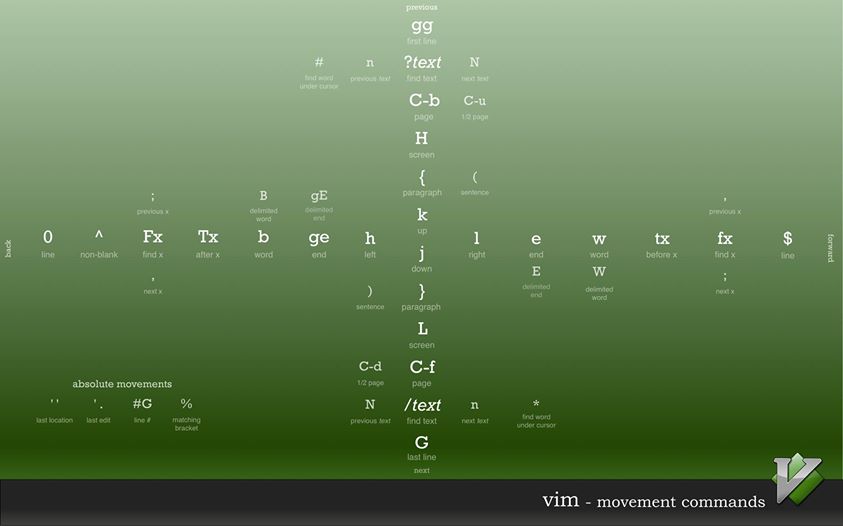 previous
gg
first line
# n ?text N
find word under cursor previous text find text next text
C-b C-u
page 1/2 page
H
screen
{ (
paragraph sentence
; B gE k ,
previous x delimited word delimited end up previous x
back 0 ^ Fx Tx b ge h l e w tx fx $ forward
line non-blank find x after x word end left right end word before x find x line
j
down
, E W ;
next x delimited end delimited word next x
) }
sentence paragraph
L
screen
C-d C-f
1/2 page page
absolute movements
' ' ' . #G % N /text n *
last location last edit line # matching bracket previous text find text next text find word under cursor
G
last line
next
vim - movement commands